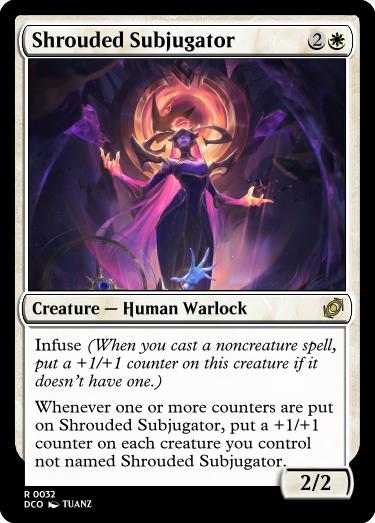 Shrouded Subjugator 2
Creature — Human Warlock
Infuse (When you cast a noncreature spell,
put a +1/+1 counter on this creature if it
doesn't have one.)
Whenever one or more counters are put
on Shrouded Subjugator, put a +1/+1
counter on each creature you control
not named Shrouded Subjugator.
2/2
R 0032
DCO TUANZ